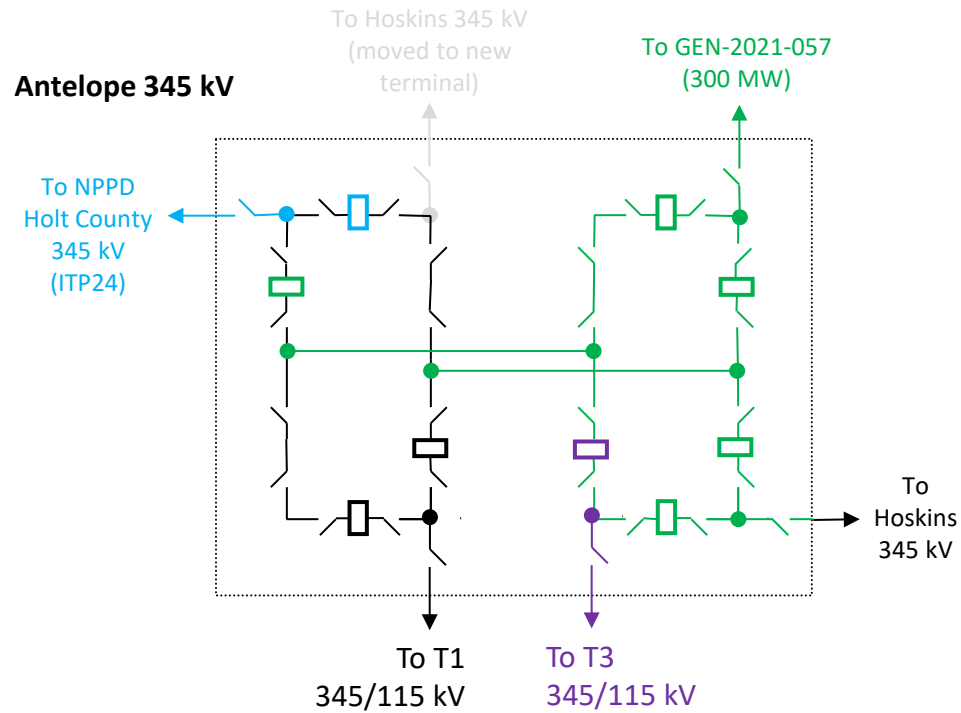 To Hoskins 345 kV
(moved to new
terminal)
To GEN-2021-057
(300 MW)
Antelope 345 kV
To NPPD
Holt County
345 kV
(ITP24)
To
Hoskins
345 kV
To T1
345/115 kV
To T3
345/115 kV